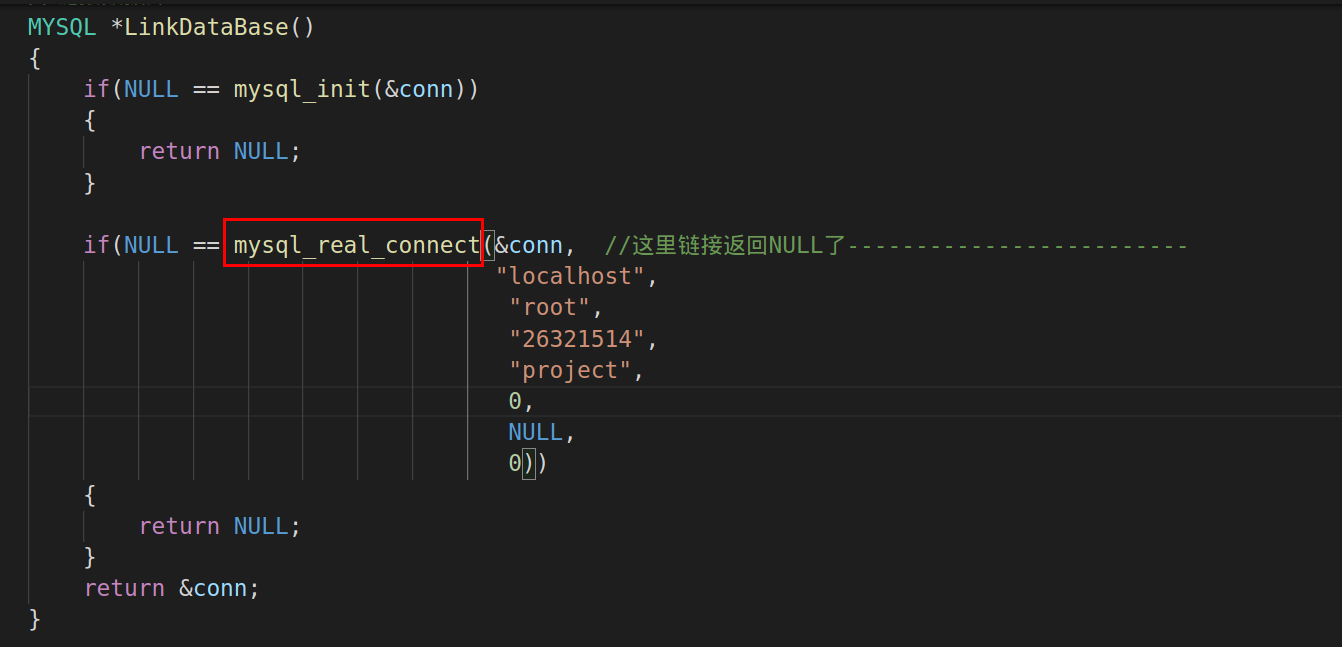 MYSQL *LinkDataBase()
{
if(NULL == mysql_init(&conn))
{
return NULL;
}
if(NULL == mysql_real_connect(&conn, //这里链接返回NULL了-------------------------
"localhost",
"root",
"26321514",
"project",
0,
NULL,
0))
{
return NULL;
}
return &conn;
}